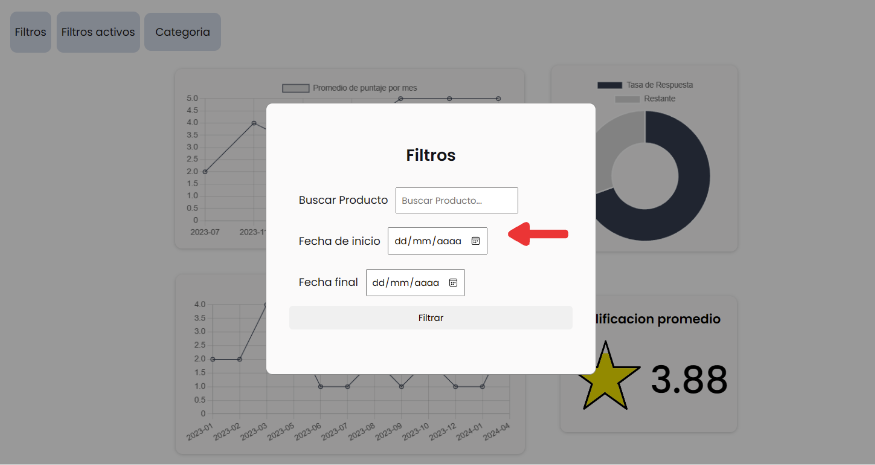 Filtros
Filtros activos
Categoria
Promedio de puntaje por mes
5.0
4.5
4.0
3.5
3.0
2.5
2.0
1.5
1.0
0.5
0
2023-07
Tasa de Respuesta
Restante
Filtros
Buscar Producto
Buscar Producto...
Fecha de inicio
dd/mm/aaaa
Fecha final
dd/mm/aaaa
Filtrar
4.0
3.5
3.0
2.5
2.0
1.5
1.0
0.5
0
2023-01
2023-02
2023-03
2023-04
2023-05
2023-06
2023-07
2023-08
2023-09
2023-10
2023-12
2024-01
2024-04
lificacion promedio
3.88